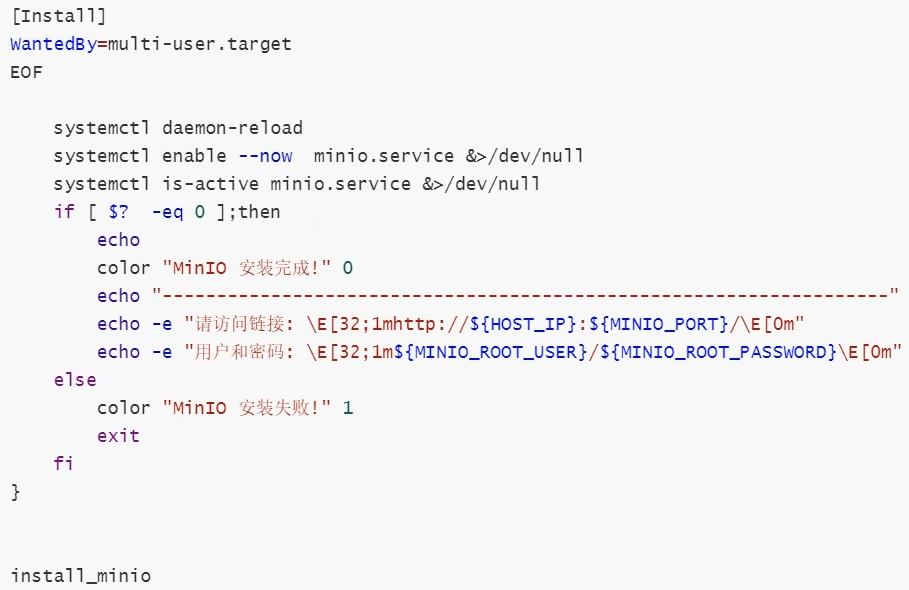 [Install]
WantedBy=multi-user.target
EOF

    systemctl daemon-reload
    systemctl enable --now  minio.service &>/dev/null
    systemctl is-active minio.service &>/dev/null
    if [ $?  -eq 0 ];then
        echo
        color "MinIO 安装完成!" 0
        echo "-------------------------------------------------------------------"
        echo -e "请访问链接: \E[32;1mhttp://${HOST_IP}:${MINIO_PORT}/\E[0m"
        echo -e "用户和密码: \E[32;1m${MINIO_ROOT_USER}/${MINIO_ROOT_PASSWORD}\E[0m"
    else
        color "MinIO 安装失败!" 1
        exit
    fi
}


install_minio